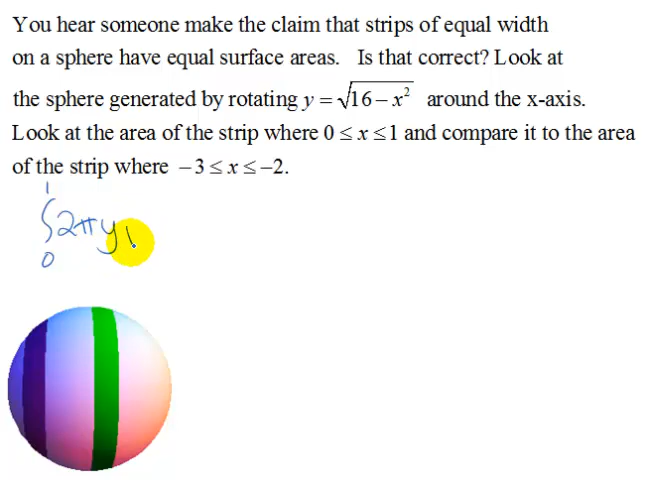 You hear someone make the claim that strips of equal width
on a sphere have equal surface areas. Is that correct? Look at
the sphere generated by rotating y = √16 − x² around the x-axis.
Look at the area of the strip where 0 ≤ x ≤ 1 and compare it to the area
of the strip where −3 ≤ x ≤ −2.
1
∫2πy
0